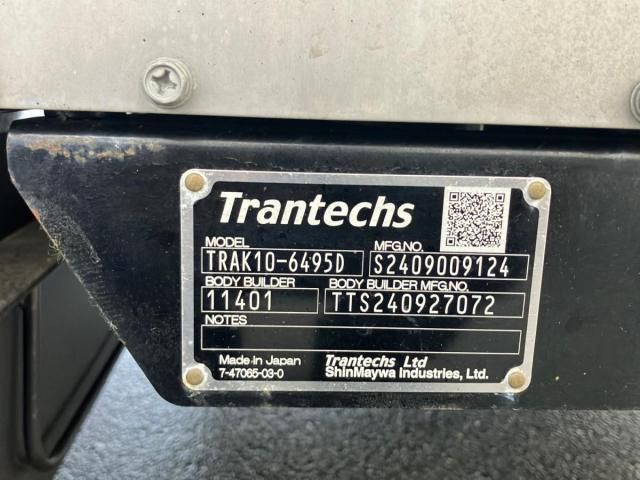 Trantechs
MODEL MFG.NO.
TRAK10-6495D S2409009124
BODY BUILDER BODY BUILDER MFG.NO.
11401 TTS240927072
NOTES
Made in Japan Trantechs Ltd
7-47065-03-0 ShinMaywa Industries, Ltd.